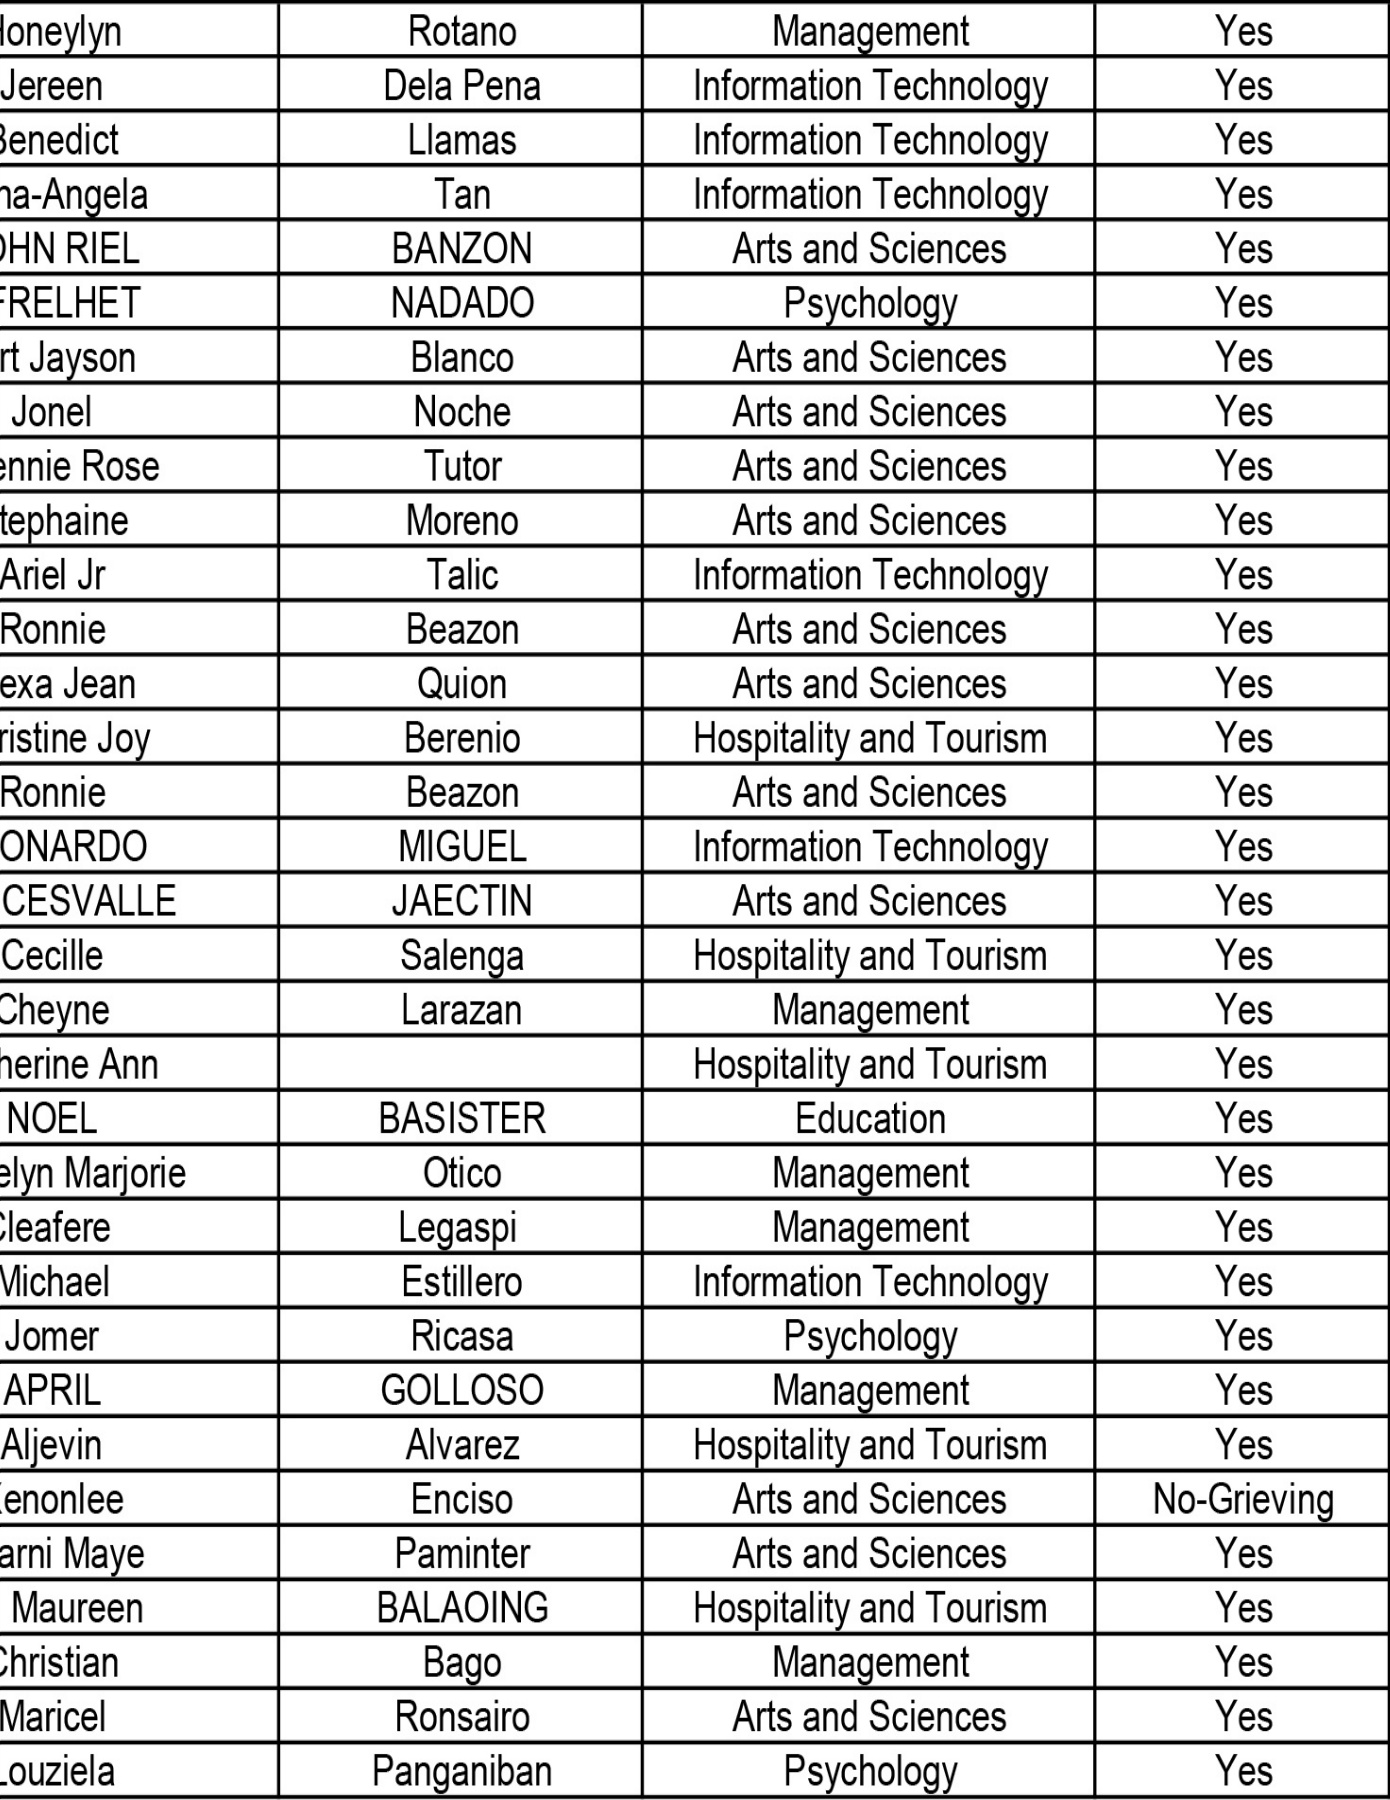 Honeylyn Rotano Management Yes
Jereen Dela Pena Information Technology Yes
Benedict Llamas Information Technology Yes
na-Angela Tan Information Technology Yes
OHN RIEL BANZON Arts and Sciences Yes
FRELHET NADADO Psychology Yes
rt Jayson Blanco Arts and Sciences Yes
Jonel Noche Arts and Sciences Yes
ennie Rose Tutor Arts and Sciences Yes
tephaine Moreno Arts and Sciences Yes
Ariel Jr Talic Information Technology Yes
Ronnie Beazon Arts and Sciences Yes
exa Jean Quion Arts and Sciences Yes
ristine Joy Berenio Hospitality and Tourism Yes
Ronnie Beazon Arts and Sciences Yes
ONARDO MIGUEL Information Technology Yes
CESVALLE JAECTIN Arts and Sciences Yes
Cecille Salenga Hospitality and Tourism Yes
Cheyne Larazan Management Yes
herine Ann Hospitality and Tourism Yes
NOEL BASISTER Education Yes
elyn Marjorie Otico Management Yes
Cleafere Legaspi Management Yes
Michael Estillero Information Technology Yes
Jomer Ricasa Psychology Yes
APRIL GOLLOSO Management Yes
Aljevin Alvarez Hospitality and Tourism Yes
enonlee Enciso Arts and Sciences No-Grieving
arni Maye Paminter Arts and Sciences Yes
Maureen BALAOING Hospitality and Tourism Yes
Christian Bago Management Yes
Maricel Ronsairo Arts and Sciences Yes
Louziela Panganiban Psychology Yes